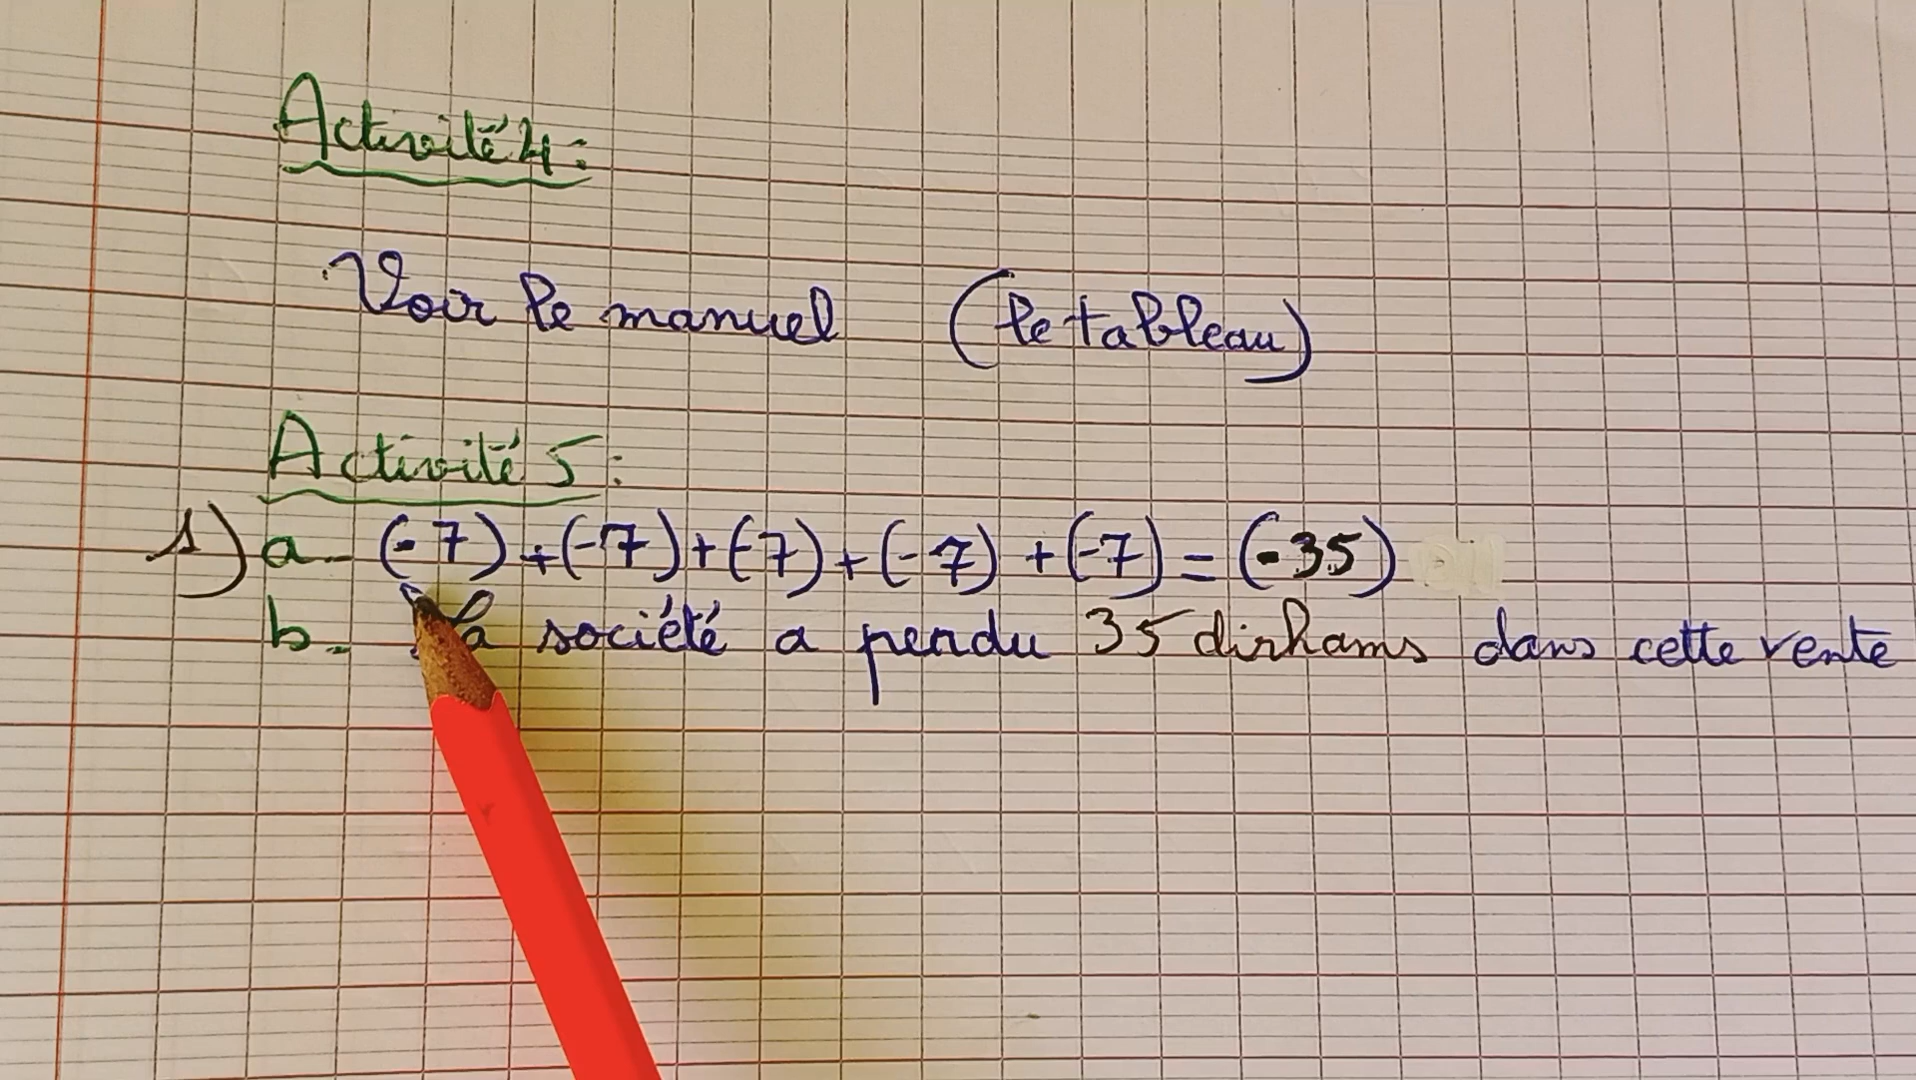 Activité 4 :
Voir le manuel (le tableau)
Activité 5 :
1) a - (-7) + (-7) + (-7) + (-7) + (-7) = (-35)
b - La société a perdu 35 dirhams dans cette vente